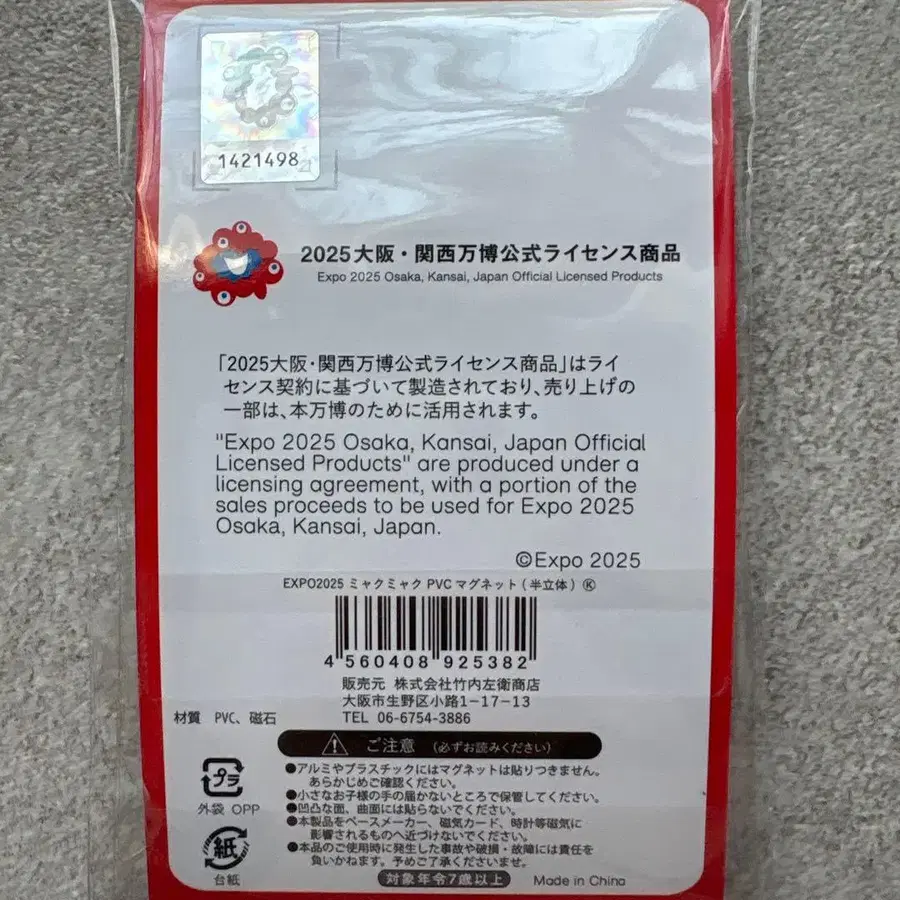 1421498
2025大阪・関西万博公式ライセンス商品
Expo 2025 Osaka, Kansai, Japan Official Licensed Products
「2025大阪・関西万博公式ライセンス商品」はライ
センス契約に基づいて製造されており、売り上げの
一部は、本万博のために活用されます。
"Expo 2025 Osaka, Kansai, Japan Official
Licensed Products" are produced under a
licensing agreement, with a portion of the
sales proceeds to be used for Expo 2025
Osaka, Kansai, Japan.
©Expo 2025
EXPO2025 ミャクミャク PVC マグネット(半立体) Ⓚ
4 560408 925382
販売元 株式会社竹内左衛商店
大阪市生野区小路1-17-13
TEL 06-6754-3886
材質 PVC、磁石
ご注意 (必ずお読みください)
●アルミやプラスチックにはマグネットは貼りつきません。
あらかじめご確認ください。
●小さなお子様の手の届かないところで保管してください。
●凹凸な面、曲面には貼らないでください。
●本製品をペースメーカー、磁気カード、時計等磁気に
影響されるものへ近づけないでください。
●本品のご使用時に発生した事故や破損・故障には責任を
負いかねます。予めご了承くださいませ。
プラ
外袋 OPP
紙
台紙
対象年令7歳以上
Made in China